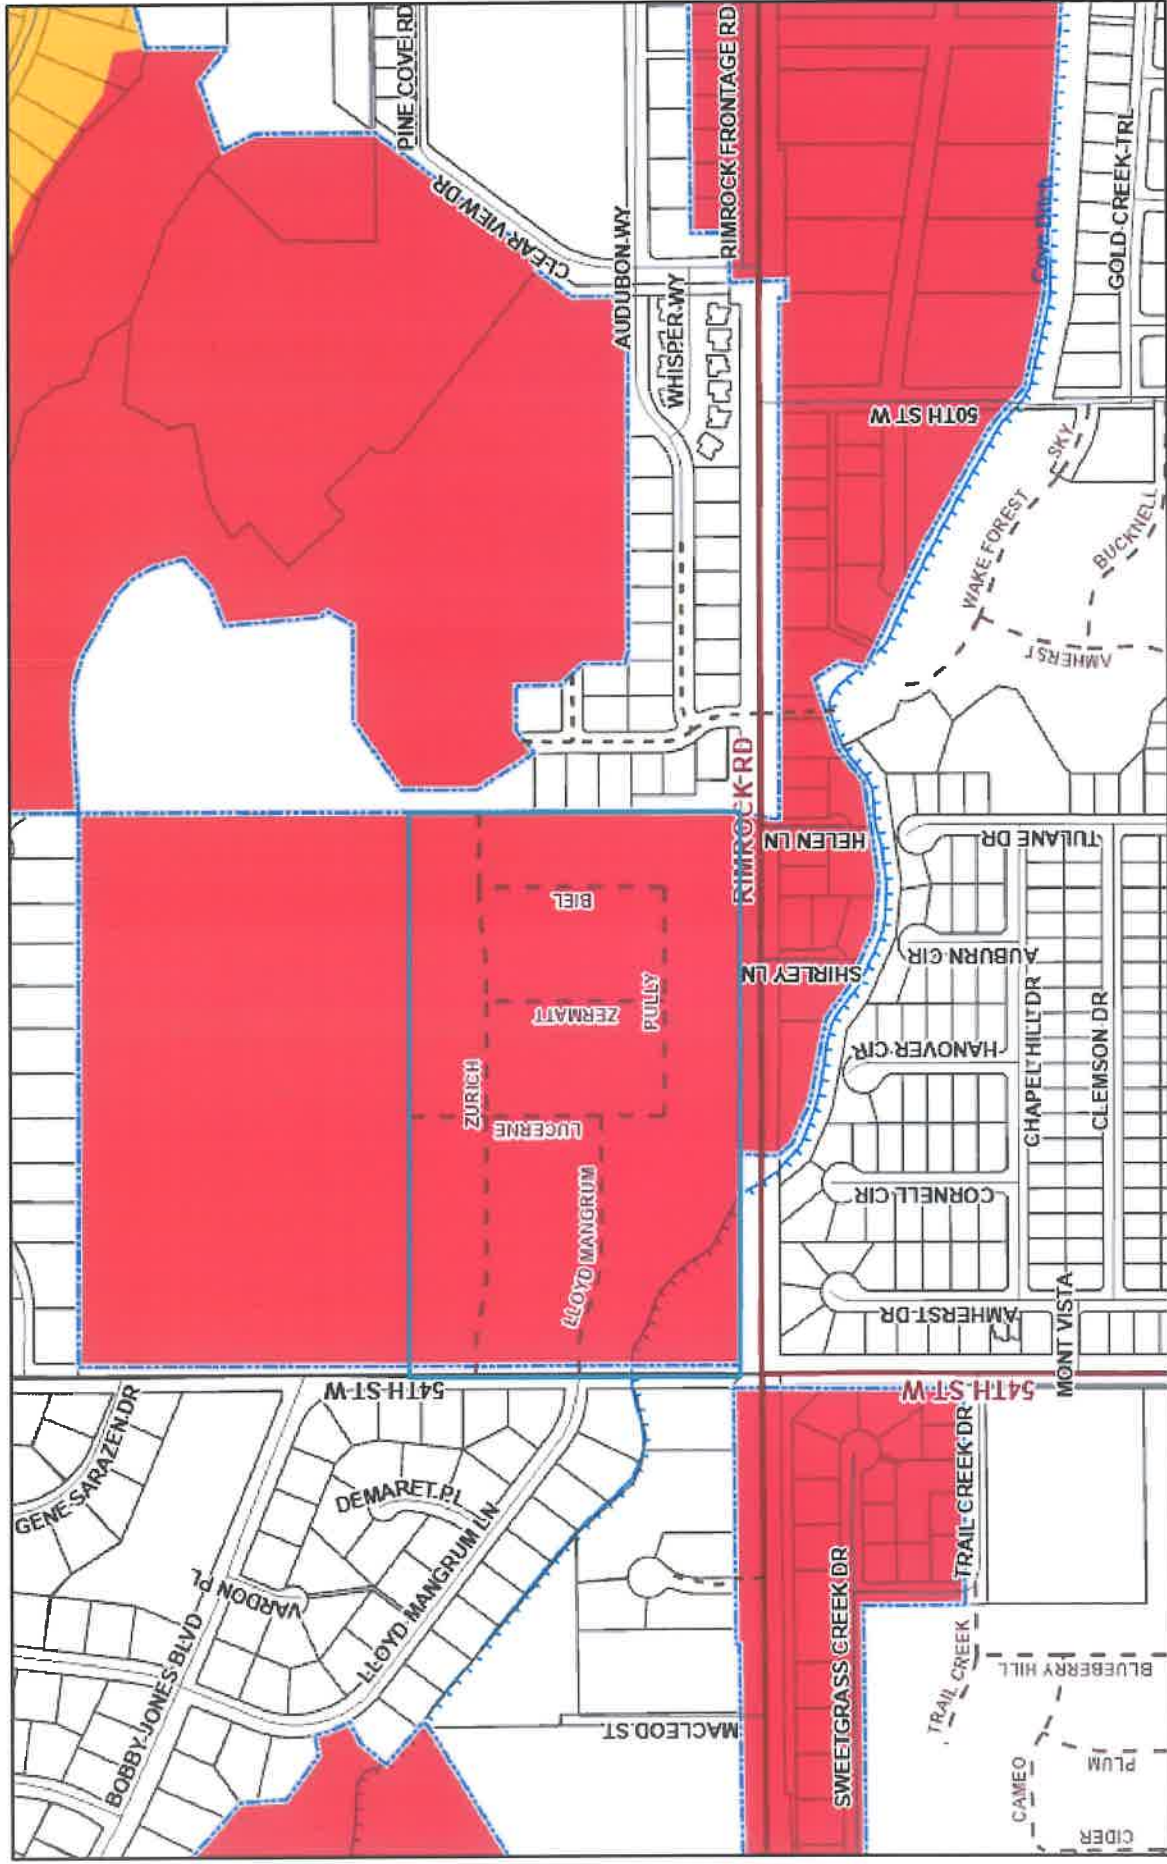 PINE COVE RD
RIMROCK FRONTAGE RD
CLEAR VIEW DR
AUDUBON WY
WHISPER WY
GOLD CREEK TRL
Cove Ditch
50TH ST W
SKY
WAKE FOREST
BUCKNELL
AMHERST
RIMROCK RD
HELEN LN
TULANE DR
BIEL
SHIRLEY LN
AUBURN CIR
ZERMATT
PULLY
HANOVER CIR
CHAPEL HILL DR
CLEMSON DR
ZURICH
LUCERNE
LLOYD MANGRUM
CORNELL CIR
AMHERST DR
MONT VISTA
54TH ST W
54TH ST W
GENE SARAZEN DR
DEMARET PL
TRAIL CREEK DR
VARDON PL
LLOYD MANGRUM LN
BOBBY JONES BLVD
SWEETGRASS CREEK DR
TRAIL CREEK
BLUEBERRY HILL
MACLEOD ST
PLUM
CAMEO
CIDER